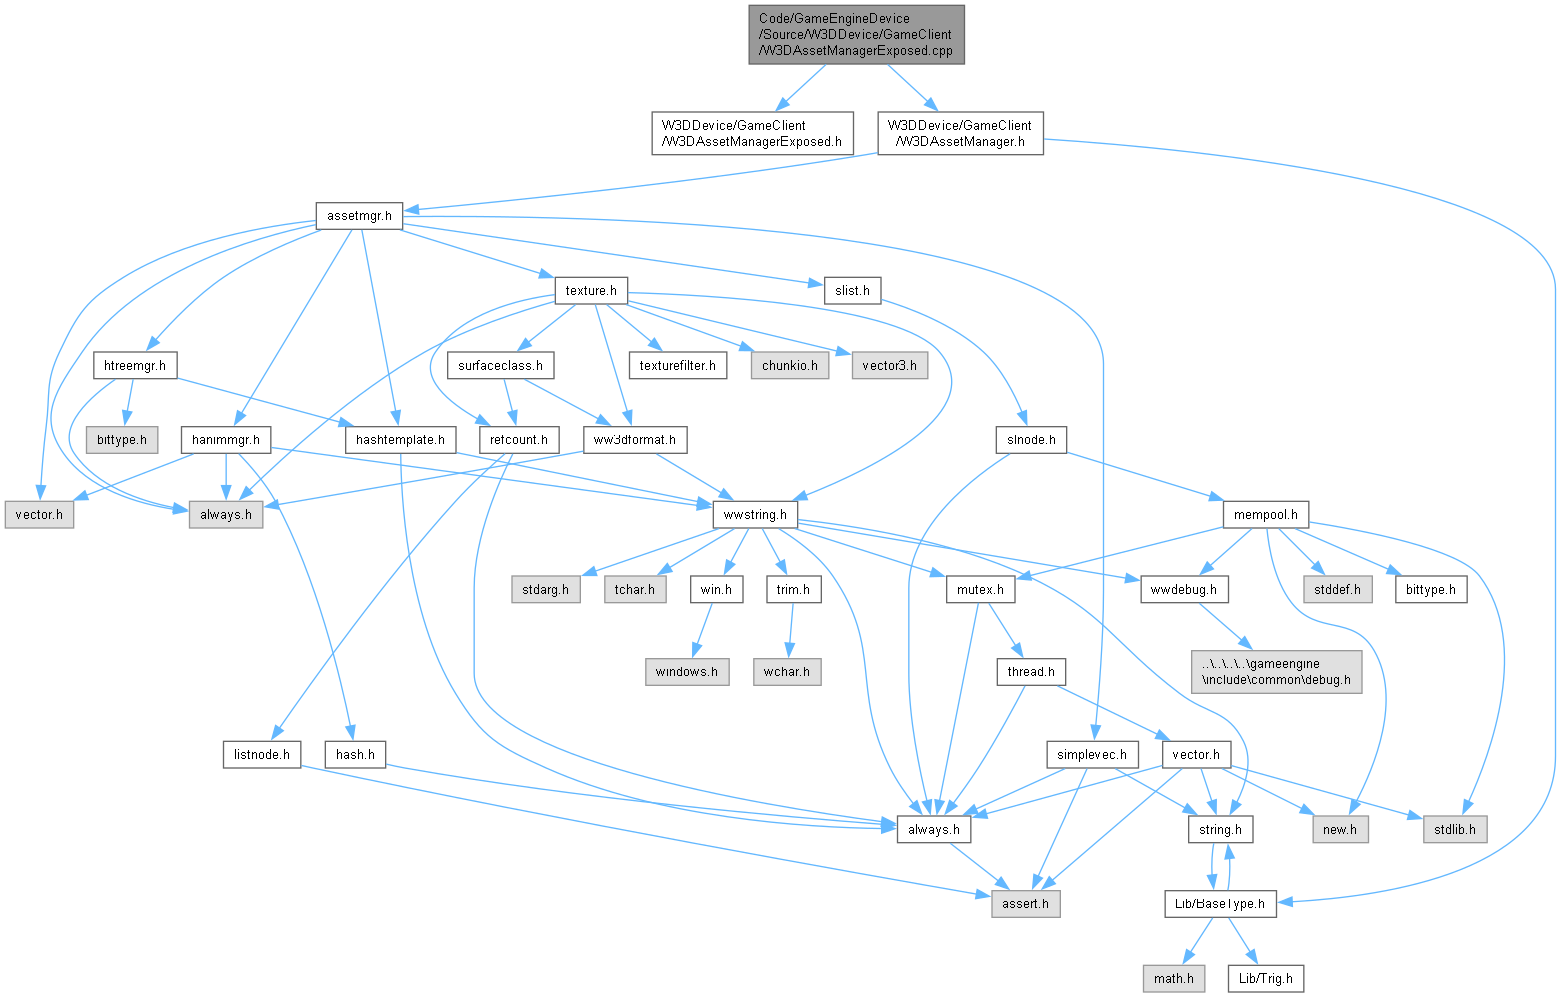 Code/GameEngineDevice
/Source/W3DDevice/GameClient
/W3DAssetManagerExposed.cpp
W3DDevice/GameClient
/W3DAssetManagerExposed.h
W3DDevice/GameClient
/W3DAssetManager.h
assetmgr.h
texture.h
slist.h
htreemgr.h
surfaceclass.h
texturefilter.h
chunkio.h
vector3.h
bittype.h
hanimmgr.h
hashtemplate.h
refcount.h
ww3dformat.h
slnode.h
vector.h
always.h
wwstring.h
mempool.h
stdarg.h
tchar.h
win.h
trim.h
mutex.h
wwdebug.h
stddef.h
bittype.h
windows.h
wchar.h
thread.h
..\..\..\..\gameengine
\include\common\debug.h
listnode.h
hash.h
simplevec.h
vector.h
always.h
string.h
new.h
stdlib.h
assert.h
Lib/BaseType.h
math.h
Lib/Trig.h